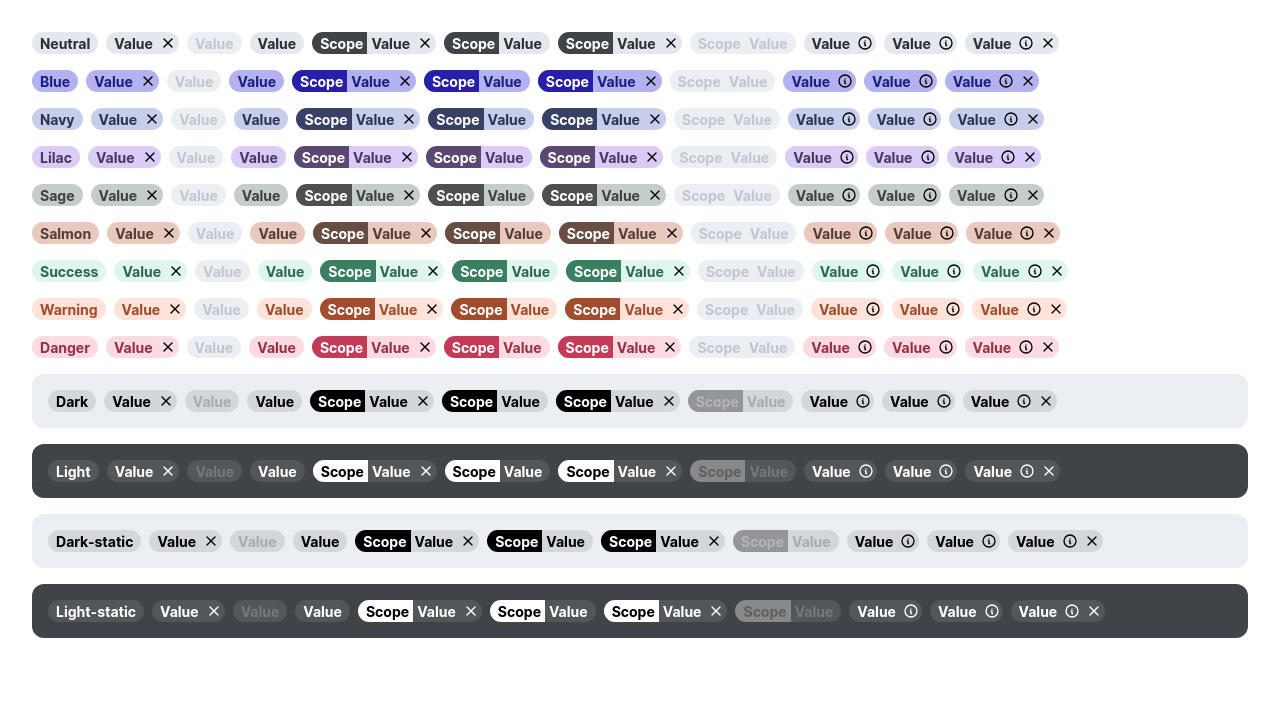 Neutral Value Value Value Scope Value Scope Value Scope Value Scope Value Value Value Value
Blue Value Value Value Scope Value Scope Value Scope Value Scope Value Value Value Value
Navy Value Value Value Scope Value Scope Value Scope Value Scope Value Value Value Value
Lilac Value Value Value Scope Value Scope Value Scope Value Scope Value Value Value Value
Sage Value Value Value Scope Value Scope Value Scope Value Scope Value Value Value Value
Salmon Value Value Value Scope Value Scope Value Scope Value Scope Value Value Value Value
Success Value Value Value Scope Value Scope Value Scope Value Scope Value Value Value Value
Warning Value Value Value Scope Value Scope Value Scope Value Scope Value Value Value Value
Danger Value Value Value Scope Value Scope Value Scope Value Scope Value Value Value Value
Dark Value Value Value Scope Value Scope Value Scope Value Scope Value Value Value Value
Light Value Value Value Scope Value Scope Value Scope Value Scope Value Value Value Value
Dark-static Value Value Value Scope Value Scope Value Scope Value Scope Value Value Value Value
Light-static Value Value Value Scope Value Scope Value Scope Value Scope Value Value Value Value